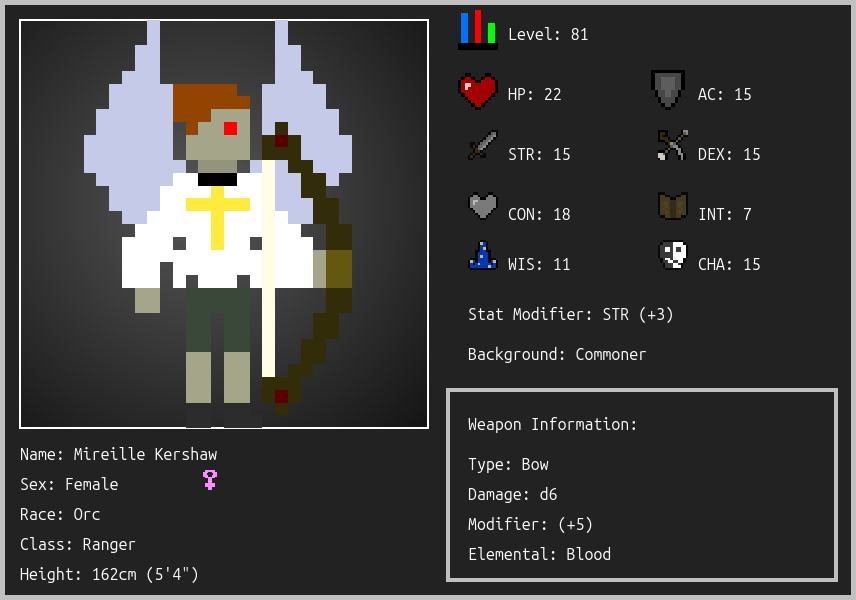 Level: 81
HP: 22
AC: 15
STR: 15
DEX: 15
CON: 18
INT: 7
WIS: 11
CHA: 15
Stat Modifier: STR (+3)
Background: Commoner
Weapon Information:
Type: Bow
Damage: d6
Modifier: (+5)
Elemental: Blood
Name: Mireille Kershaw
Sex: Female
Race: Orc
Class: Ranger
Height: 162cm (5'4")